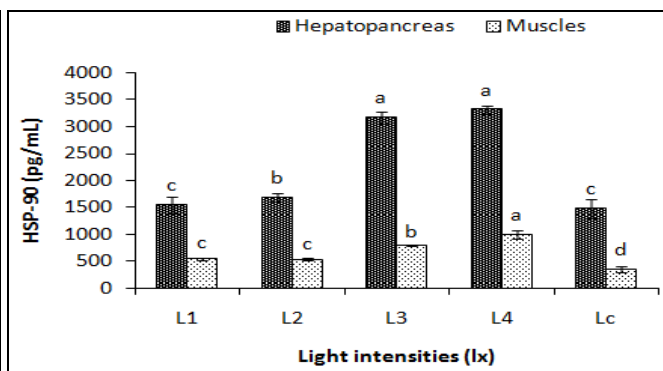 Hepatopancreas Muscles
HSP-90 (pg/mL)
4000
3500
3000
2500
2000
1500
1000
500
0
c c b c a b a a c d
L1 L2 L3 L4 Lc
Light intensities (lx)